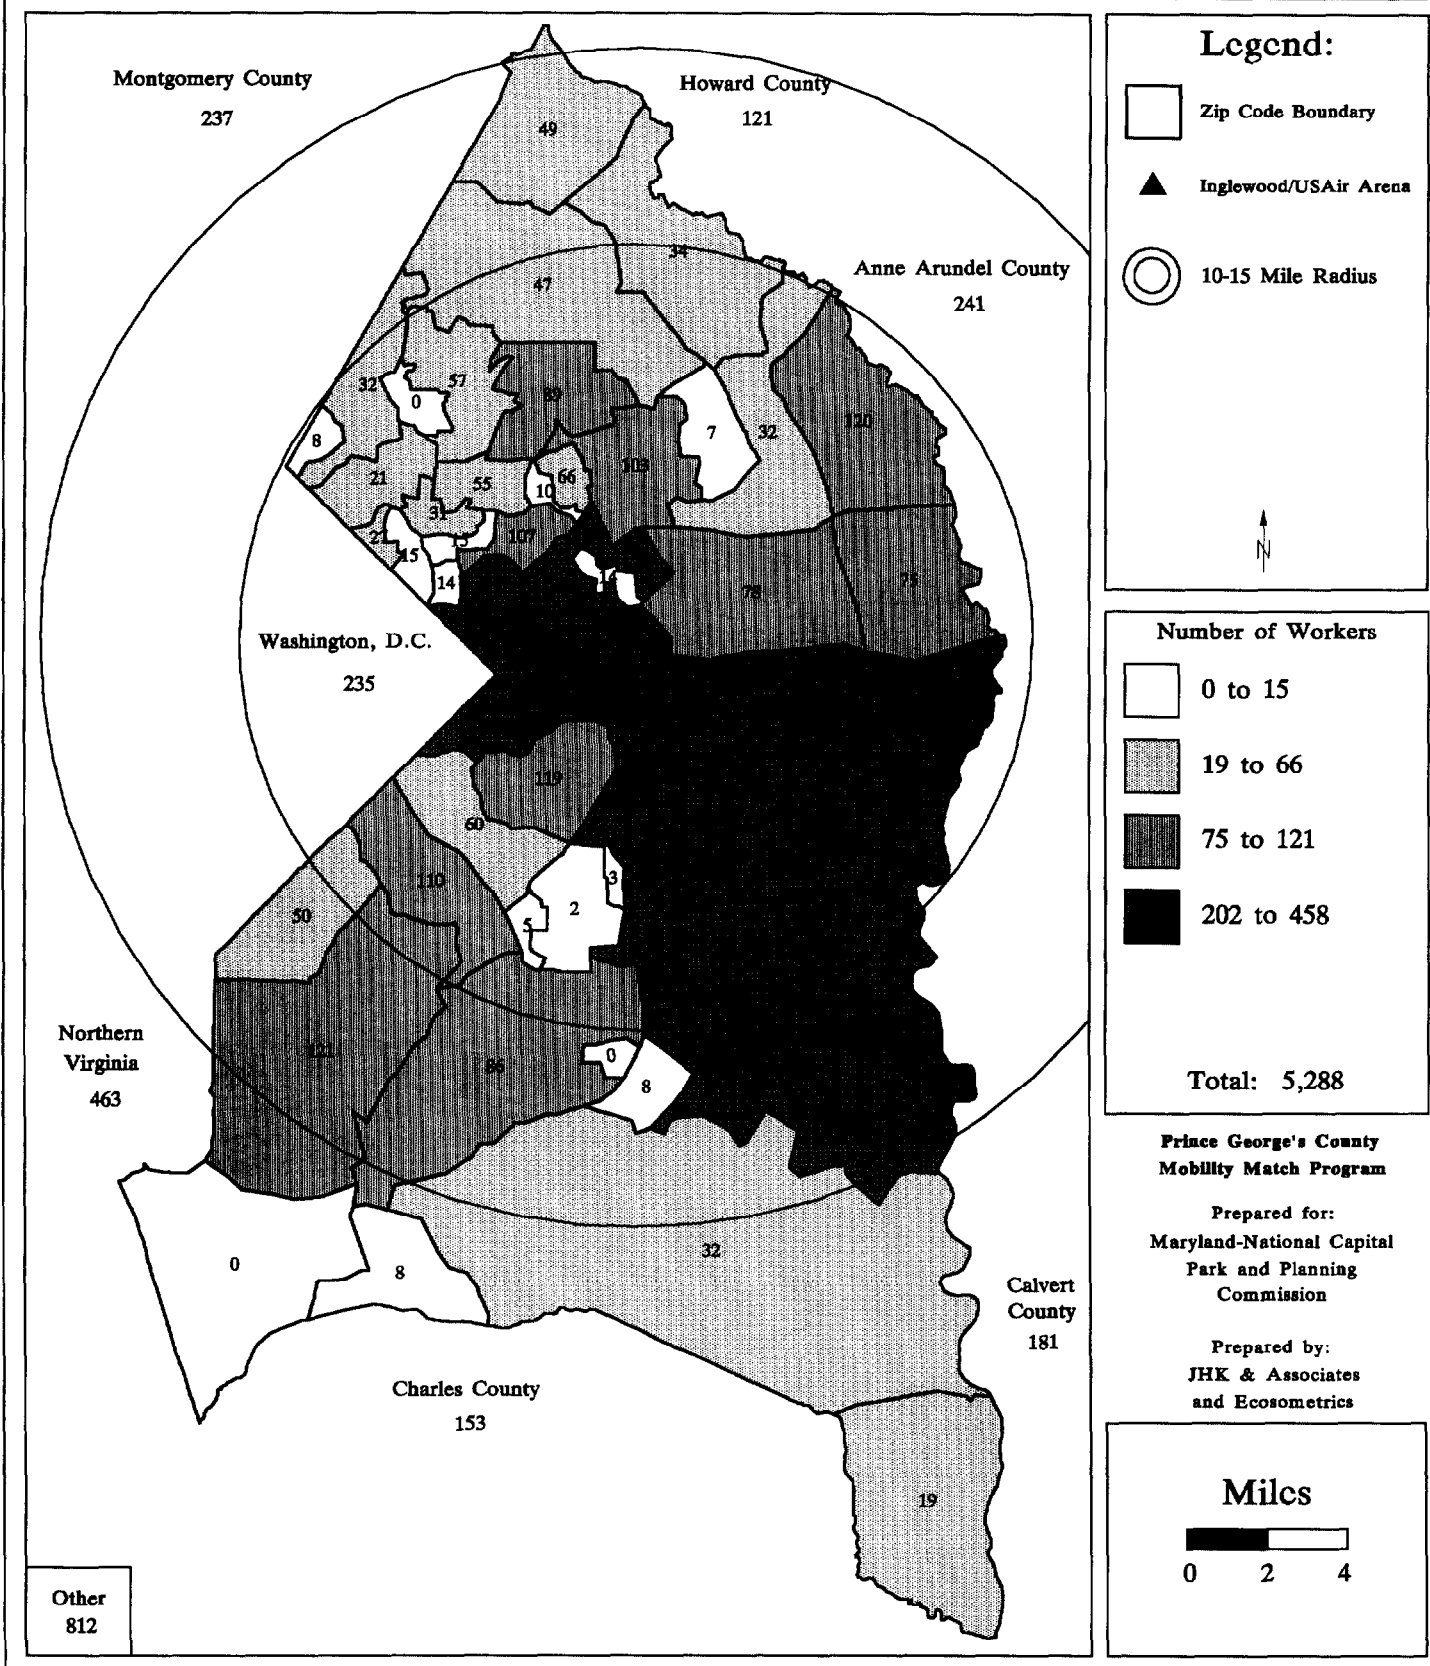 Montgomery County
237
Howard County
121
49
34
Anne Arundel County
241
47
32
57
0
89
8
7
32
120
21
55
10
66
103
31
21
15
15
107
14
14
78
75
Washington, D.C.
235
119
60
110
3
2
5
50
Northern
Virginia
463
121
86
0
8
0
8
32
Calvert
County
181
Charles County
153
19
Other
812
Legend:
Zip Code Boundary
Inglewood/USAir Arena
10-15 Mile Radius
N
Number of Workers
0 to 15
19 to 66
75 to 121
202 to 458
Total: 5,288
Prince George's County
Mobility Match Program
Prepared for:
Maryland-National Capital
Park and Planning
Commission
Prepared by:
JHK & Associates
and Ecosometrics
Miles
0 2 4